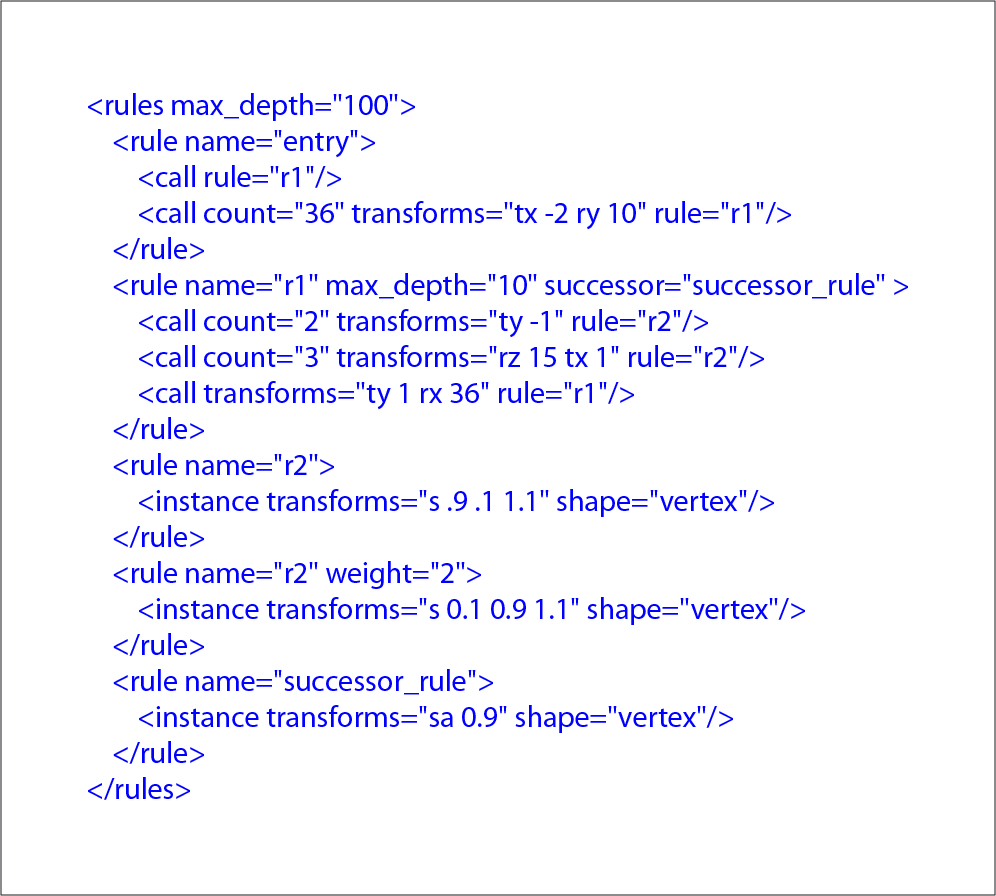 <rules max_depth="100">
<rule name="entry">
<call rule="r1"/>
<call count="36" transforms="tx -2 ry 10" rule="r1"/>
</rule>
<rule name="r1" max_depth="10" successor="successor_rule" >
<call count="2" transforms="ty -1" rule="r2"/>
<call count="3" transforms="rz 15 tx 1" rule="r2"/>
<call transforms="ty 1 rx 36" rule="r1"/>
</rule>
<rule name="r2">
<instance transforms="s .9 .1 1.1" shape="vertex"/>
</rule>
<rule name="r2" weight="2">
<instance transforms="s 0.1 0.9 1.1" shape="vertex"/>
</rule>
<rule name="successor_rule">
<instance transforms="sa 0.9" shape="vertex"/>
</rule>
</rules>